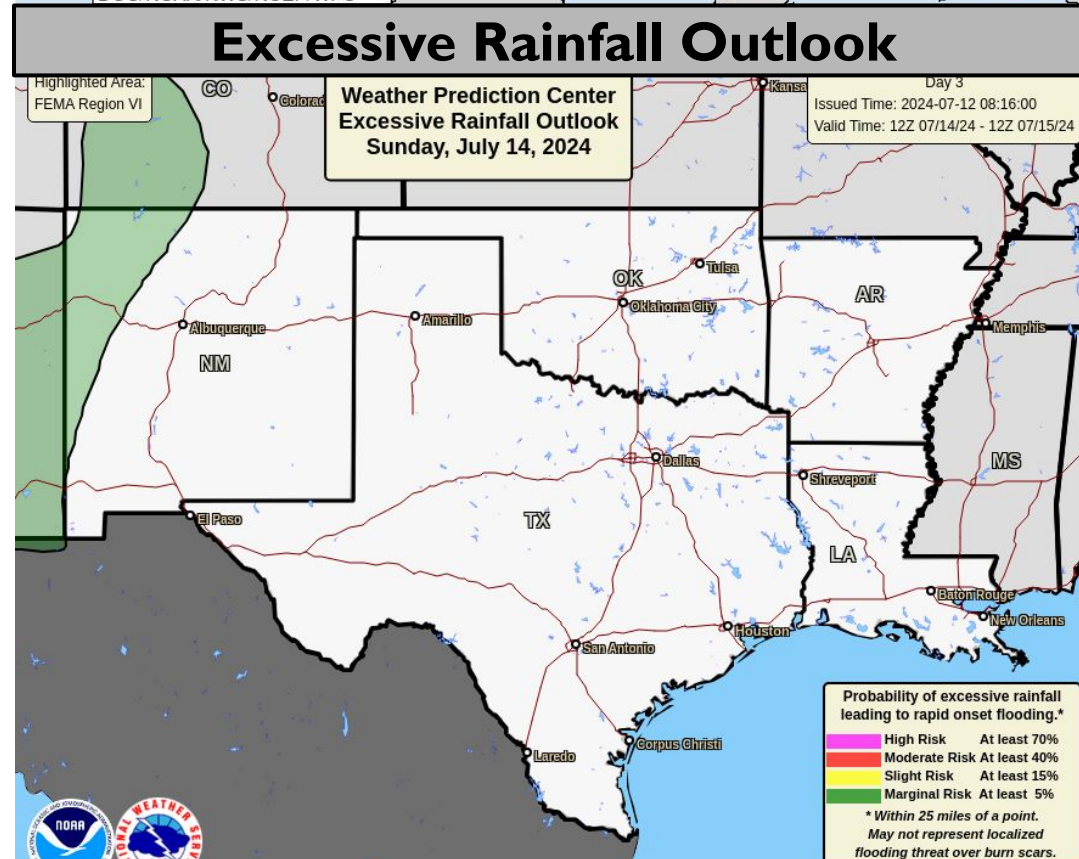 Excessive Rainfall Outlook
Highlighted Area:
FEMA Region VI
Weather Prediction Center
Excessive Rainfall Outlook
Sunday, July 14, 2024
Day 3
Issued Time: 2024-07-12 08:16:00
Valid Time: 12Z 07/14/24 - 12Z 07/15/24
CO
Colorad
Kansa
Tulsa
OK
Oklahoma City
AR
Amarillo
Albuquerque
Memphis
NM
Dallas
MS
Shreveport
El Paso
TX
LA
Baton Rouge
New Orleans
Houston
San Antonio
Corpus Christi
Laredo
Probability of excessive rainfall
leading to rapid onset flooding.*
High Risk At least 70%
Moderate Risk At least 40%
Slight Risk At least 15%
Marginal Risk At least 5%
* Within 25 miles of a point.
May not represent localized
flooding threat over burn scars.
NOAA
WEATHER